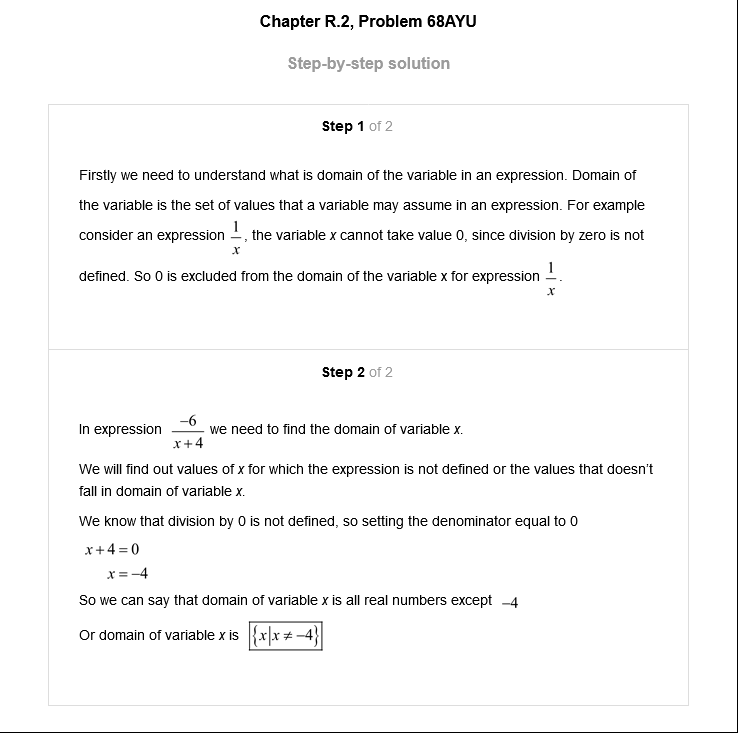 Chapter R.2, Problem 68AYU
Step-by-step solution
Step 1 of 2
Firstly we need to understand what is domain of the variable in an expression. Domain of
the variable is the set of values that a variable may assume in an expression. For example
consider an expression 1/x, the variable x cannot take value 0, since division by zero is not
defined. So 0 is excluded from the domain of the variable x for expression 1/x.
Step 2 of 2
In expression -6/(x+4) we need to find the domain of variable x.
We will find out values of x for which the expression is not defined or the values that doesn't
fall in domain of variable x.
We know that division by 0 is not defined, so setting the denominator equal to 0
x+4=0
x=-4
So we can say that domain of variable x is all real numbers except -4
Or domain of variable x is {x|x≠-4}